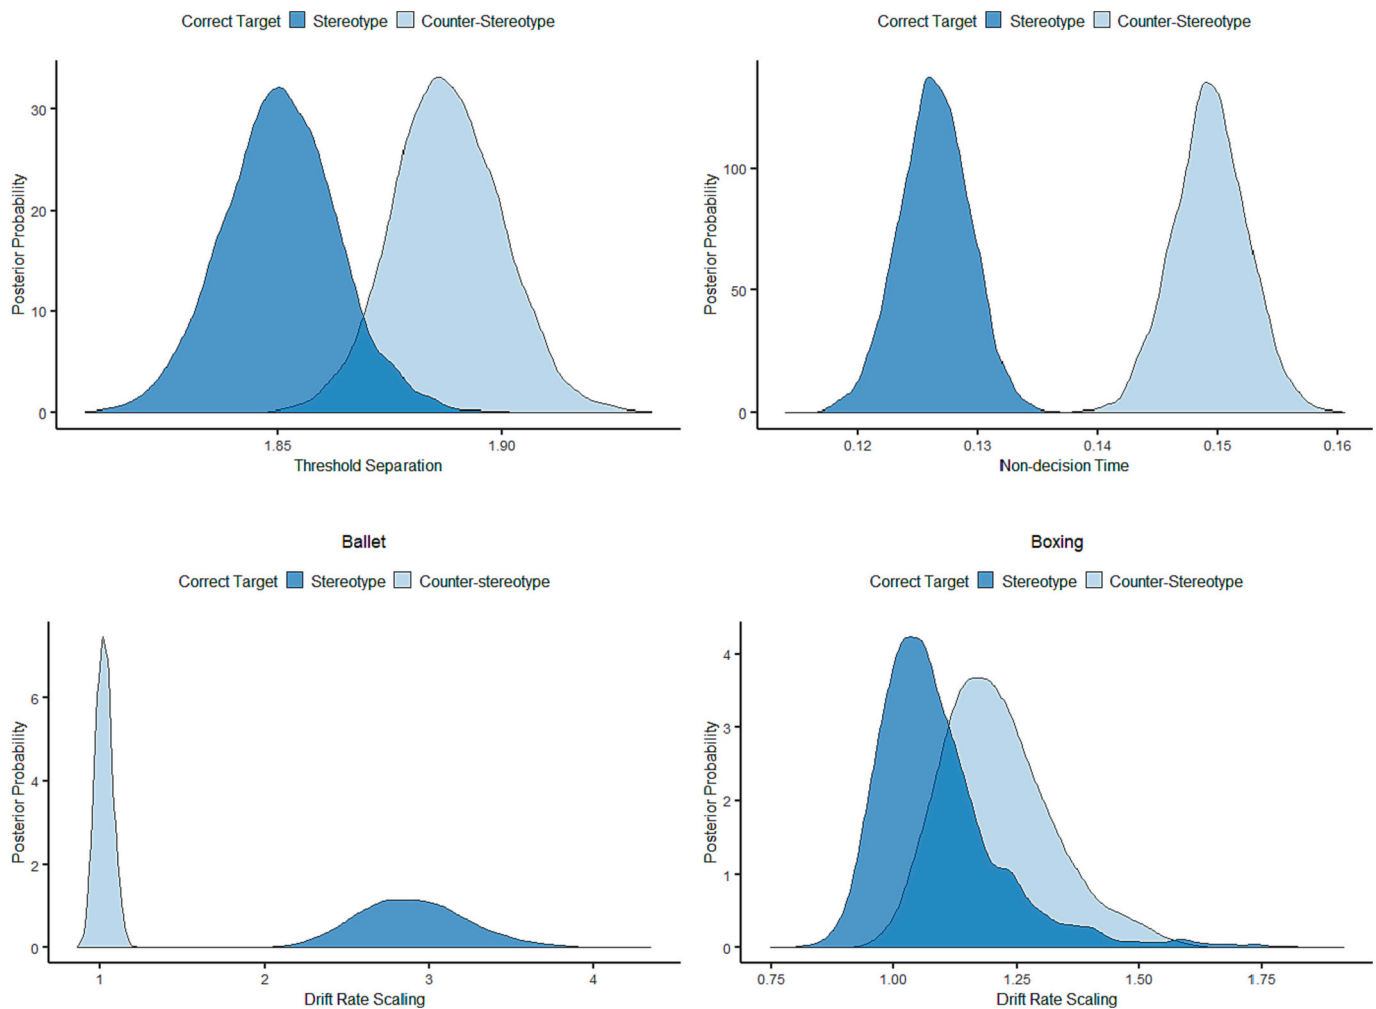 Correct Target Stereotype Counter-Stereotype
30
20
10
0
Posterior Probability
1.85 1.90
Threshold Separation
Correct Target Stereotype Counter-Stereotype
100
50
0
Posterior Probability
0.12 0.13 0.14 0.15 0.16
Non-decision Time
Ballet
Correct Target Stereotype Counter-stereotype
6
4
2
0
Posterior Probability
1 2 3 4
Drift Rate Scaling
Boxing
Correct Target Stereotype Counter-Stereotype
4
3
2
1
0
Posterior Probability
0.75 1.00 1.25 1.50 1.75
Drift Rate Scaling